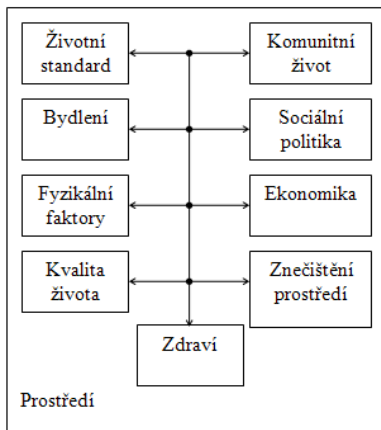 Životní
standard
Komunitní
život
Bydlení
Sociální
politika
Fyzikální
faktory
Ekonomika
Kvalita
života
Znečištění
prostředí
Zdraví
Prostředí